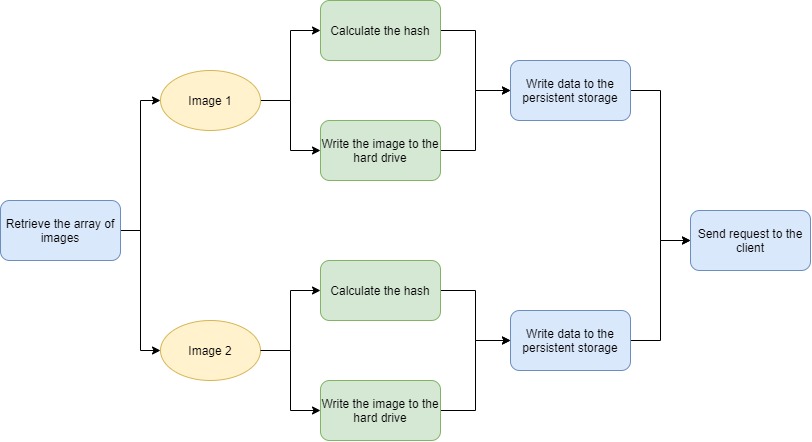 Calculate the hash
Image 1
Write data to the
persistent storage
Write the image to the
hard drive
Retrieve the array of
images
Send request to the
client
Calculate the hash
Image 2
Write data to the
persistent storage
Write the image to the
hard drive